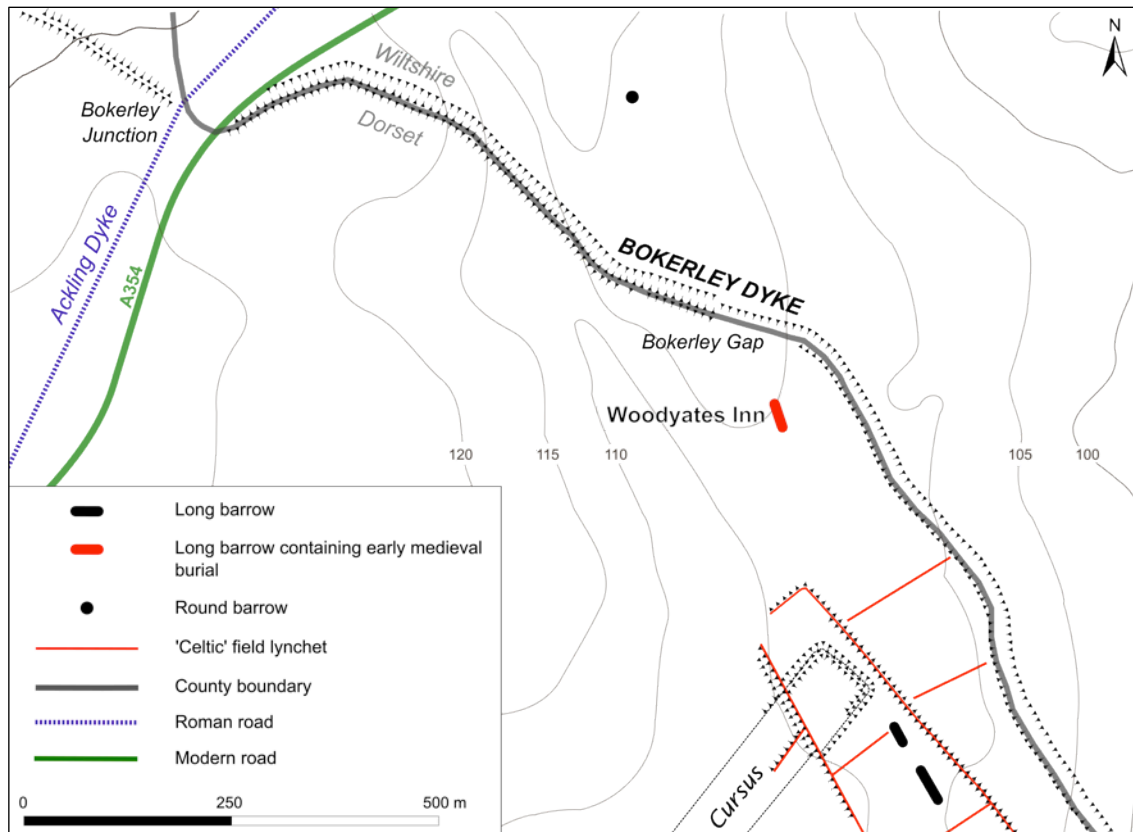 N
Wiltshire
Dorset
Bokerley
Junction
Ackling Dyke
A354
BOKERLEY DYKE
Bokerley Gap
Woodyates Inn
120
115
110
105
100
Long barrow
Long barrow containing early medieval
burial
Round barrow
'Celtic' field lynchet
County boundary
Roman road
Modern road
0
250
500 m
Cursus